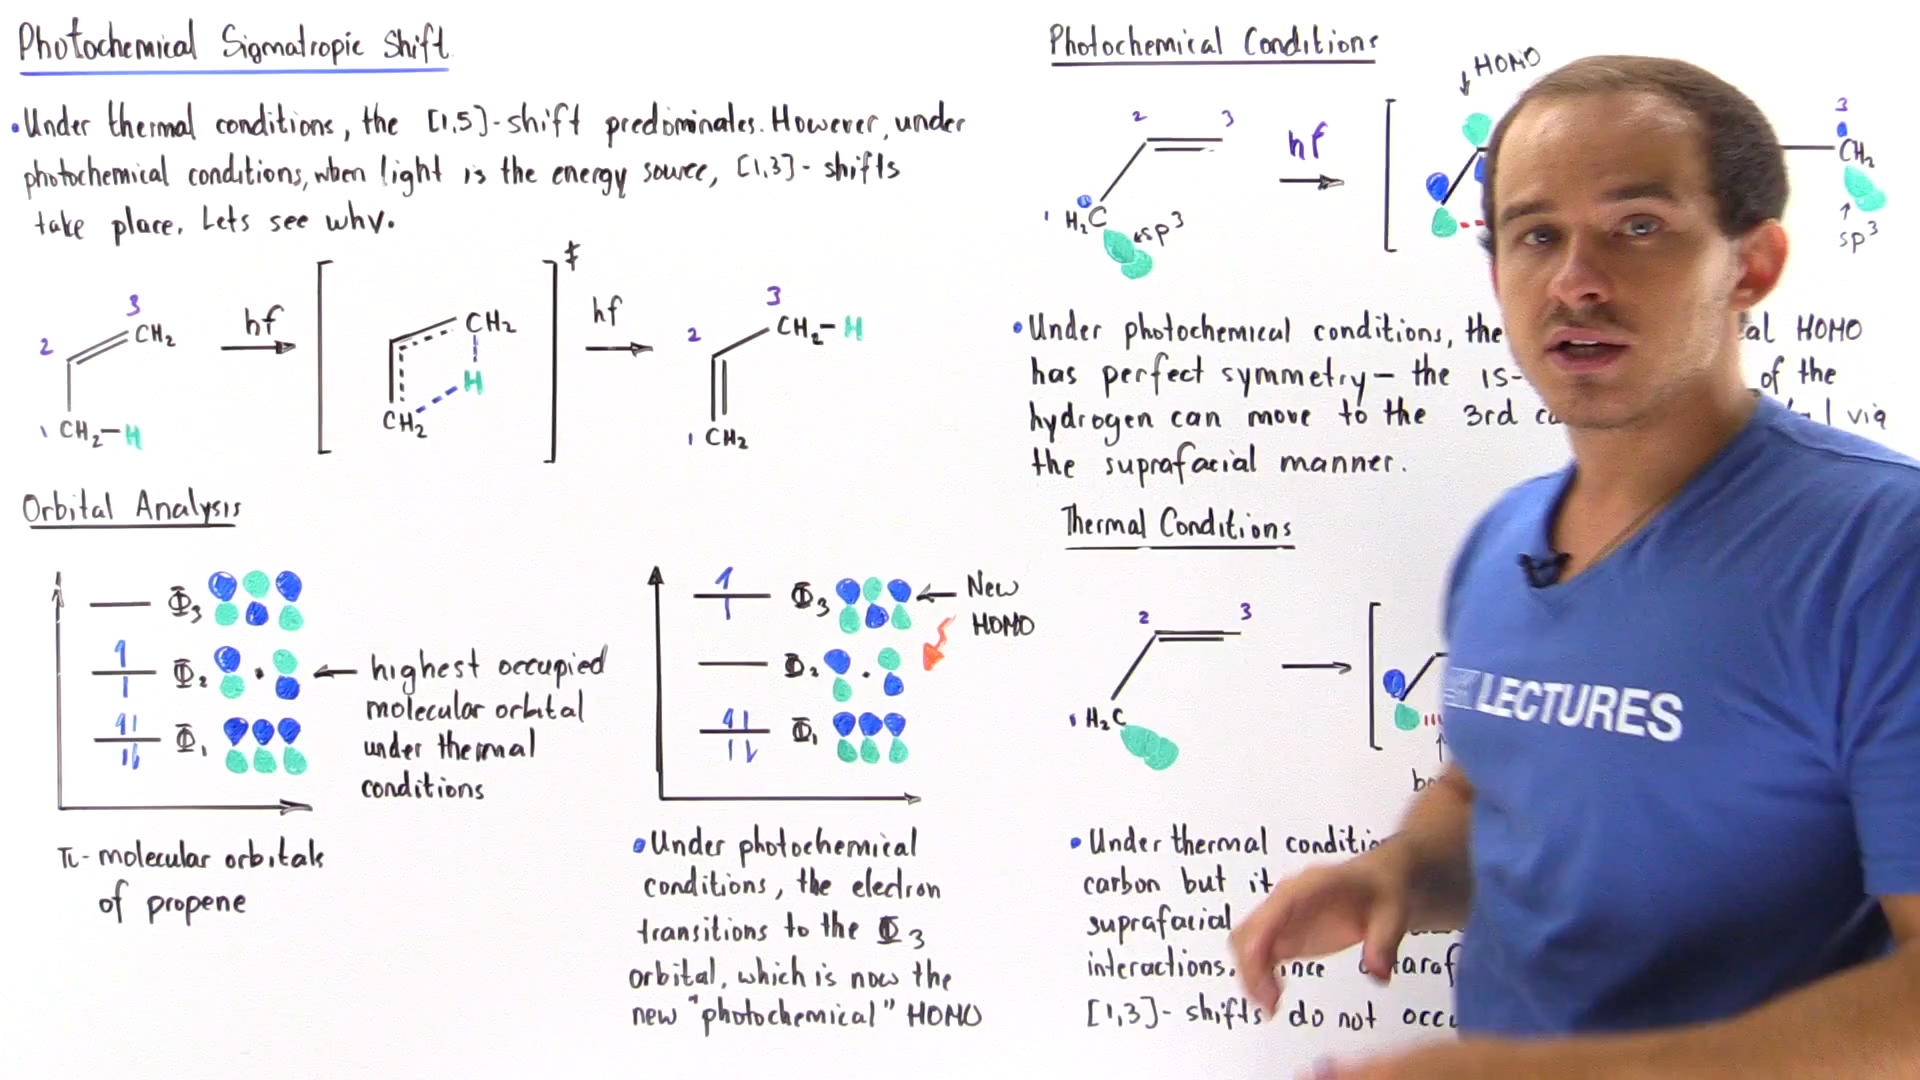 Photochemical Sigmatropic Shift
• Under thermal conditions, the [1,5]-shift predominates. However, under
photochemical conditions, when light is the energy source, [1,3]-shifts
take place. Lets see why.
2
3
CH₂
1 CH₂-H
hf
CH₂
H
CH₂
‡
hf
3
2
CH₂-H
1 CH₂
Orbital Analysis
Φ₃
Φ₂
Φ₁
highest occupied
molecular orbital
under thermal
conditions
π-molecular orbitals
of propene
Φ₃
Φ₂
Φ₁
New
HOMO
• Under photochemical
conditions, the electron
transitions to the Φ₃
orbital, which is now the
new "photochemical" HOMO
Photochemical Conditions
2
3
1 H₂C
sp³
hf
HOMO
3
CH₂
sp³
• Under photochemical conditions, the al HOMO
has perfect symmetry – the 1s- of the
hydrogen can move to the 3rd via
the suprafacial manner.
Thermal Conditions
2
3
1 H₂C
• Under thermal
carbon but it
suprafacial
interactions.
[1,3]-shifts do not
LECTURES